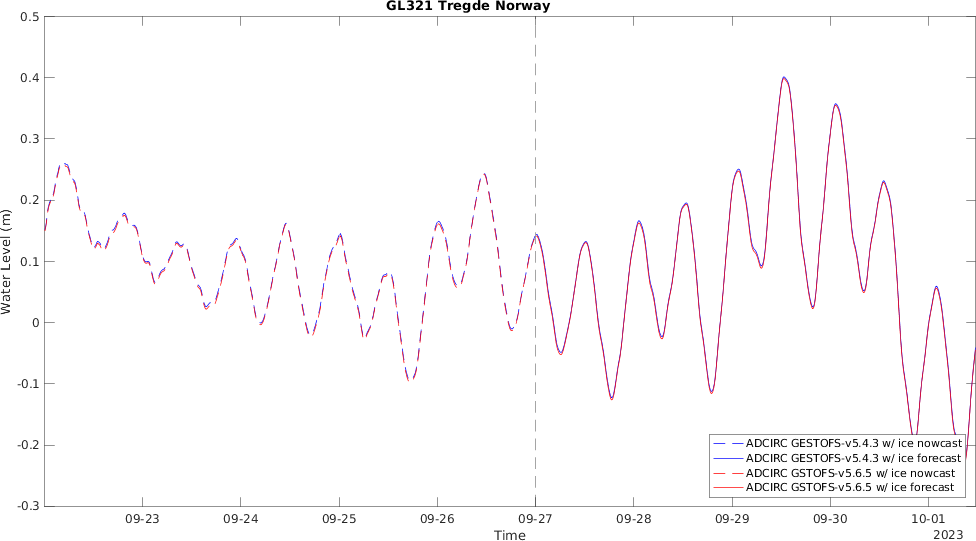 GL321 Tregde Norway
0.5
0.4
0.3
0.2
0.1
0
-0.1
-0.2
-0.3
Water Level (m)
ADCIRC GESTOFS-v5.4.3 w/ ice nowcast
ADCIRC GESTOFS-v5.4.3 w/ ice forecast
ADCIRC GSTOFS-v5.6.5 w/ ice nowcast
ADCIRC GSTOFS-v5.6.5 w/ ice forecast
09-23 09-24 09-25 09-26 09-27 09-28 09-29 09-30 10-01
Time
2023